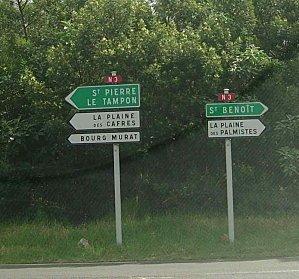 N3
ST PIERRE
LE TAMPON
LA PLAINE
DES CAFRES
BOURG MURAT
N3
ST BENOÎT
LA PLAINE
DES PALMISTES